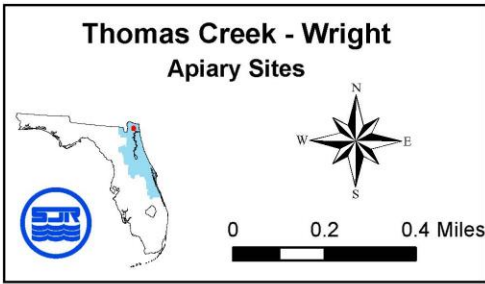 Thomas Creek - Wright
Apiary Sites
N
W
E
S
SJR
0 0.2 0.4 Miles